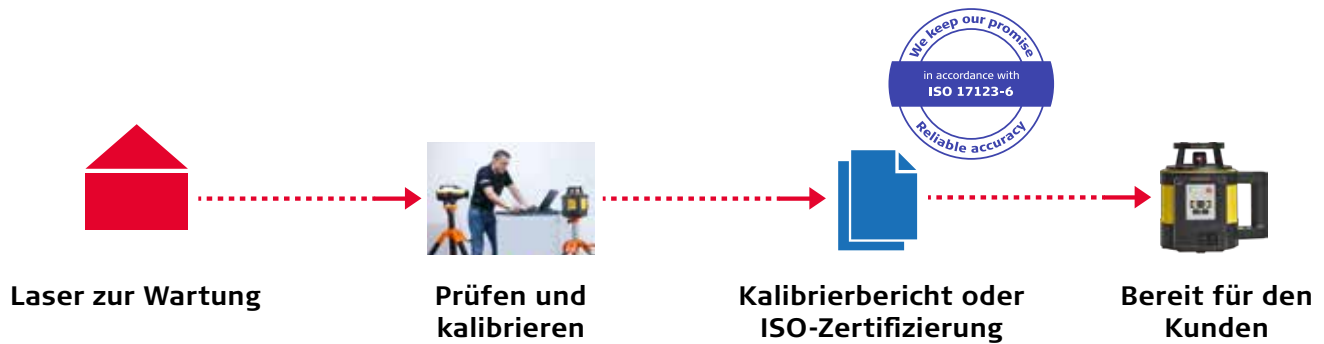 We keep our promise
in accordance with
ISO 17123-6
Reliable accuracy
Laser zur Wartung
Prüfen und
kalibrieren
Kalibrierbericht oder
ISO-Zertifizierung
Bereit für den
Kunden